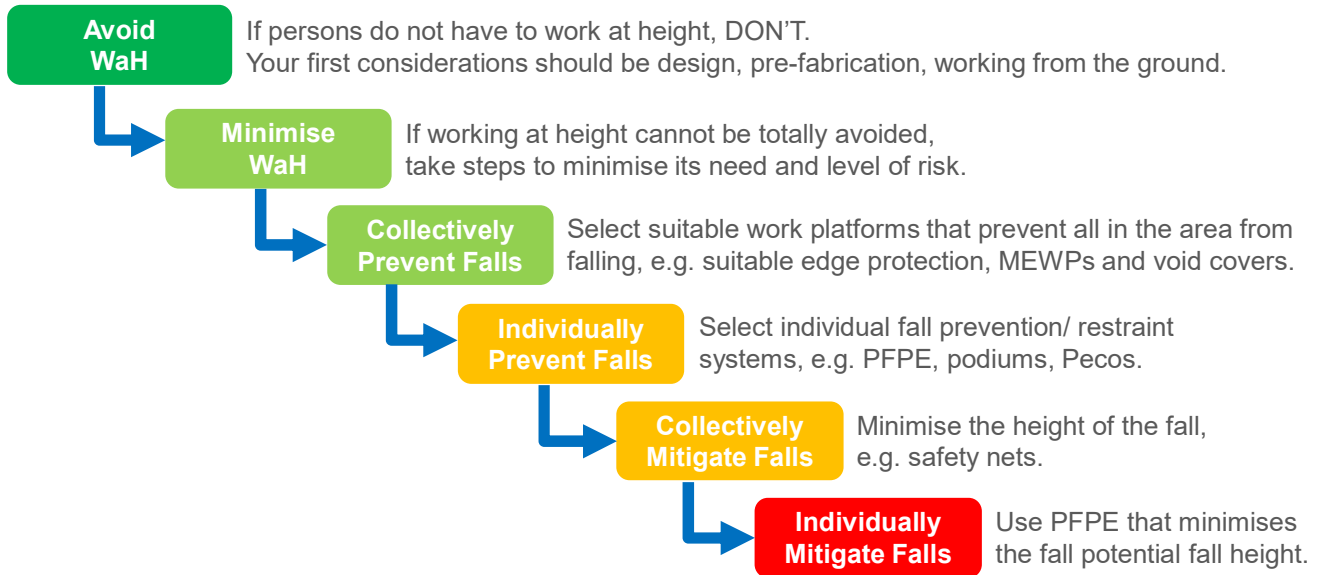 Avoid
WaH
If persons do not have to work at height, DON'T.
Your first considerations should be design, pre-fabrication, working from the ground.
Minimise
WaH
If working at height cannot be totally avoided,
take steps to minimise its need and level of risk.
Collectively
Prevent Falls
Select suitable work platforms that prevent all in the area from
falling, e.g. suitable edge protection, MEWPs and void covers.
Individually
Prevent Falls
Select individual fall prevention/ restraint
systems, e.g. PFPE, podiums, Pecos.
Collectively
Mitigate Falls
Minimise the height of the fall,
e.g. safety nets.
Individually
Mitigate Falls
Use PFPE that minimises
the fall potential fall height.